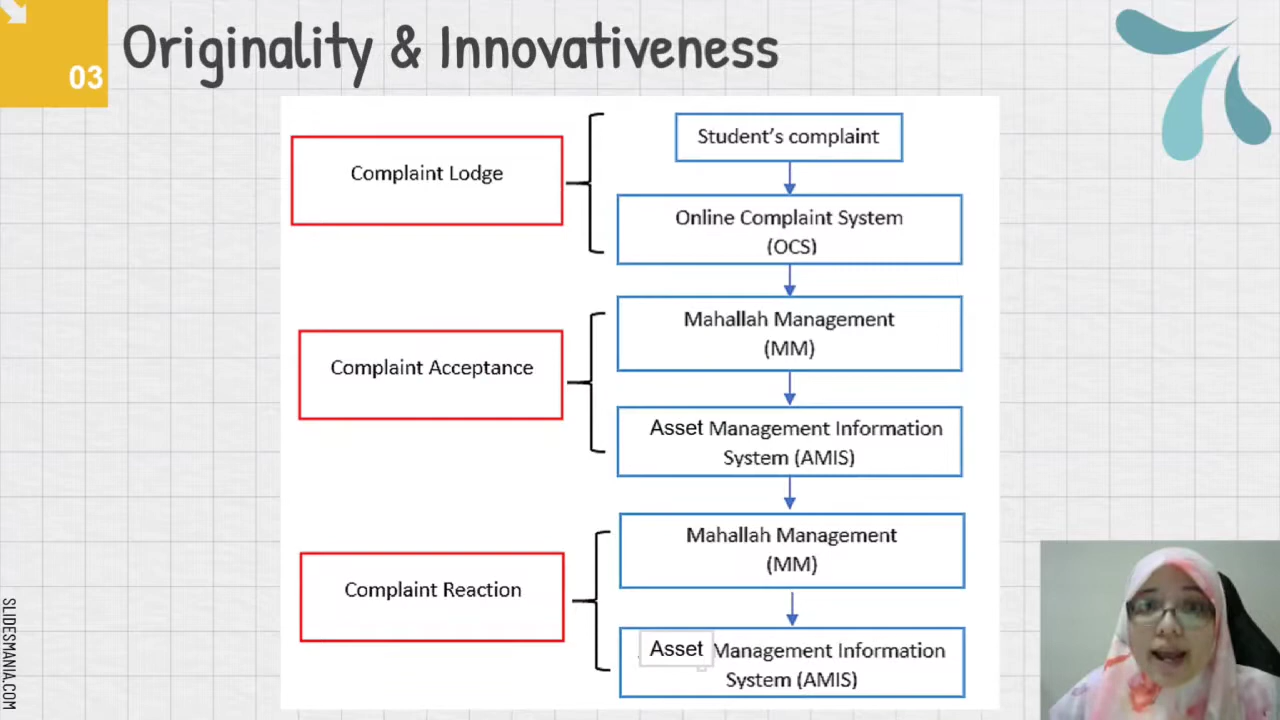 03
Originality & Innovativeness
Complaint Lodge
Student's complaint
Online Complaint System
(OCS)
Complaint Acceptance
Mahallah Management
(MM)
Asset Management Information
System (AMIS)
Complaint Reaction
Mahallah Management
(MM)
Asset Management Information
System (AMIS)
SLIDESMANIA.COM